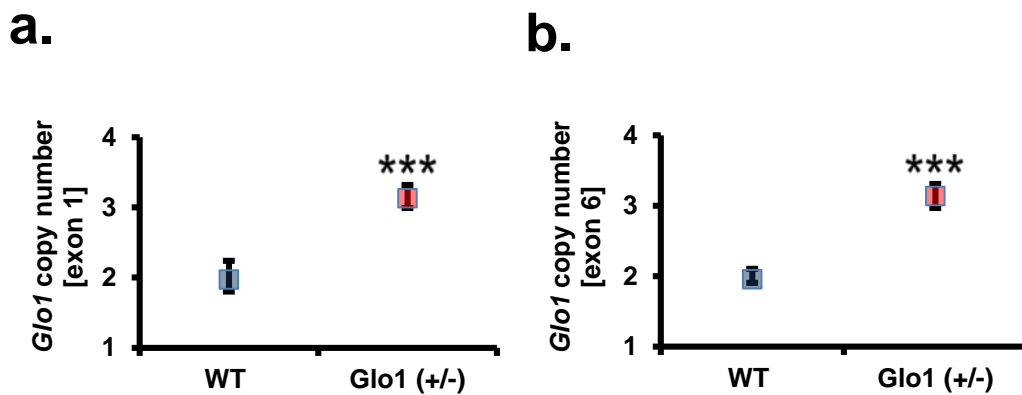 a.
Glo1 copy number
[exon 1]
4
3
2
1
***
WT
Glo1 (+/-)
b.
Glo1 copy number
[exon 6]
4
3
2
1
***
WT
Glo1 (+/-)